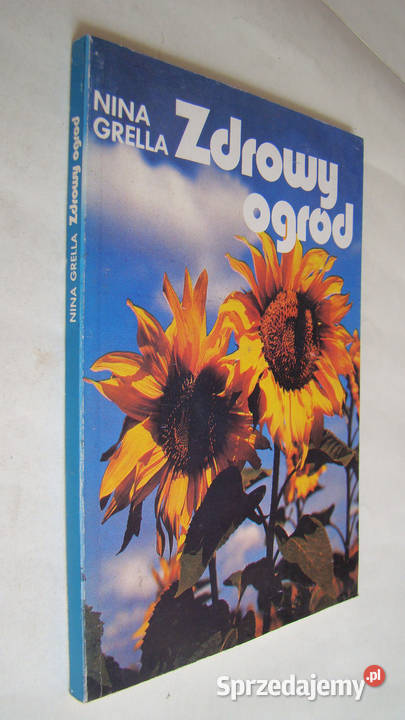 NINA
GRELLA
Zdrowy
ogród
NINA GRELLA Zdrowy ogród
Sprzedajemy.pl